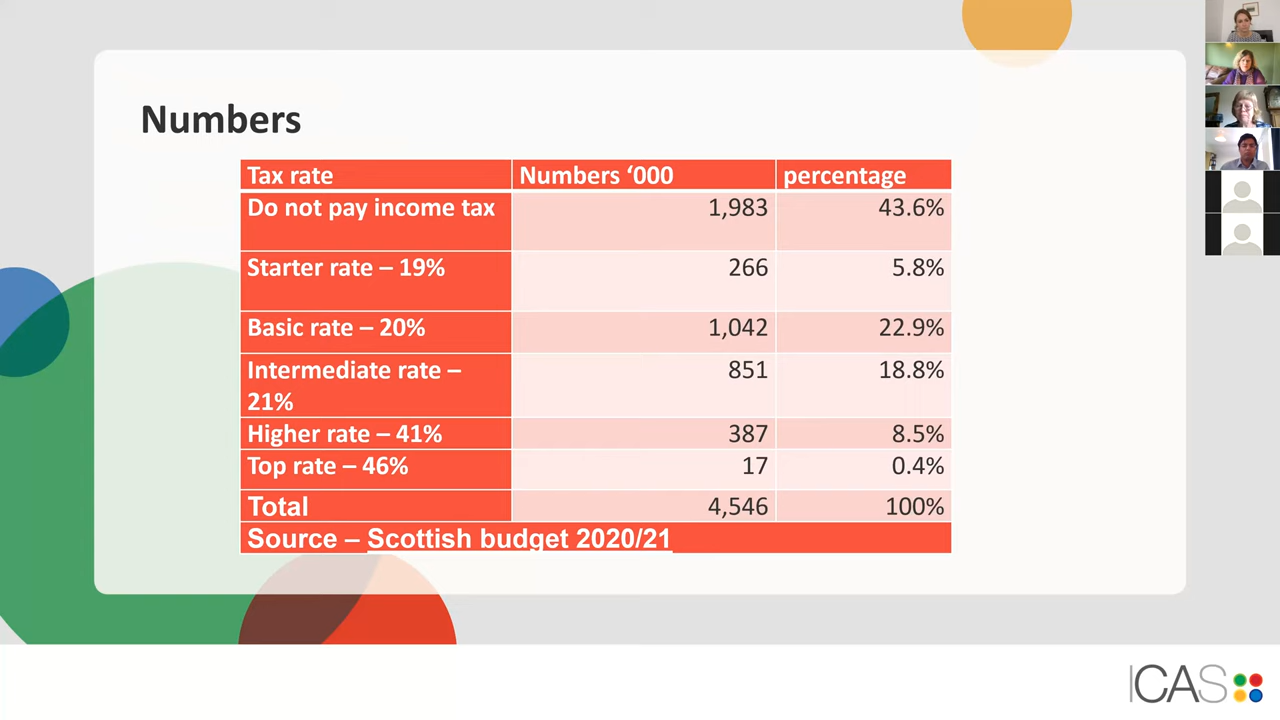 Numbers
Tax rate Numbers ‘000 percentage
Do not pay income tax 1,983 43.6%
Starter rate – 19% 266 5.8%
Basic rate – 20% 1,042 22.9%
Intermediate rate – 851 18.8%
21%
Higher rate – 41% 387 8.5%
Top rate – 46% 17 0.4%
Total 4,546 100%
Source – Scottish budget 2020/21
ICAS